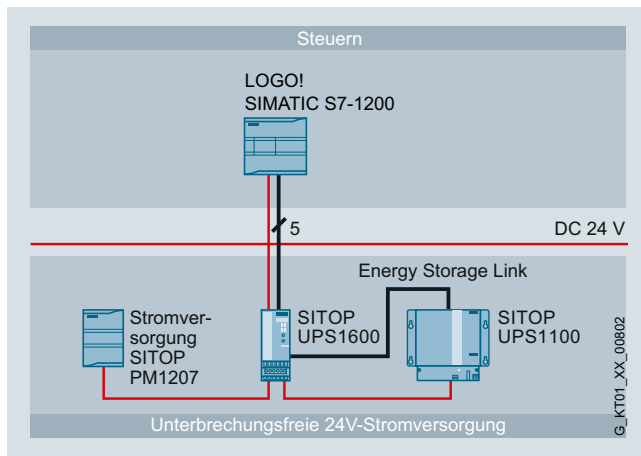 Steuern
LOGO!
SIMATIC S7-1200
5
DC 24 V
Energy Storage Link
Stromver-
sorgung
SITOP
PM1207
SITOP
UPS1600
SITOP
UPS1100
Unterbrechungsfreie 24V-Stromversorgung
G_KT01_XX_00802